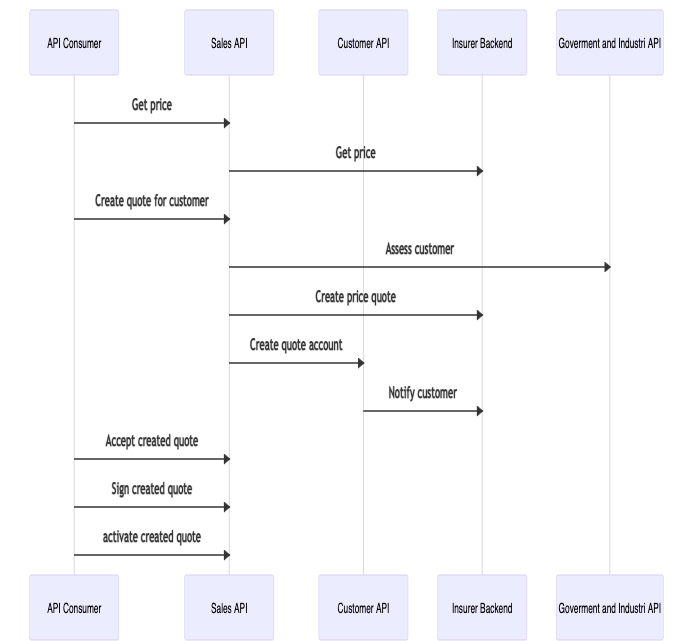 API Consumer Sales API Customer API Insurer Backend Goverment and Industri API
Get price
Get price
Create quote for customer
Assess customer
Create price quote
Create quote account
Notify customer
Accept created quote
Sign created quote
activate created quote
API Consumer Sales API Customer API Insurer Backend Goverment and Industri API